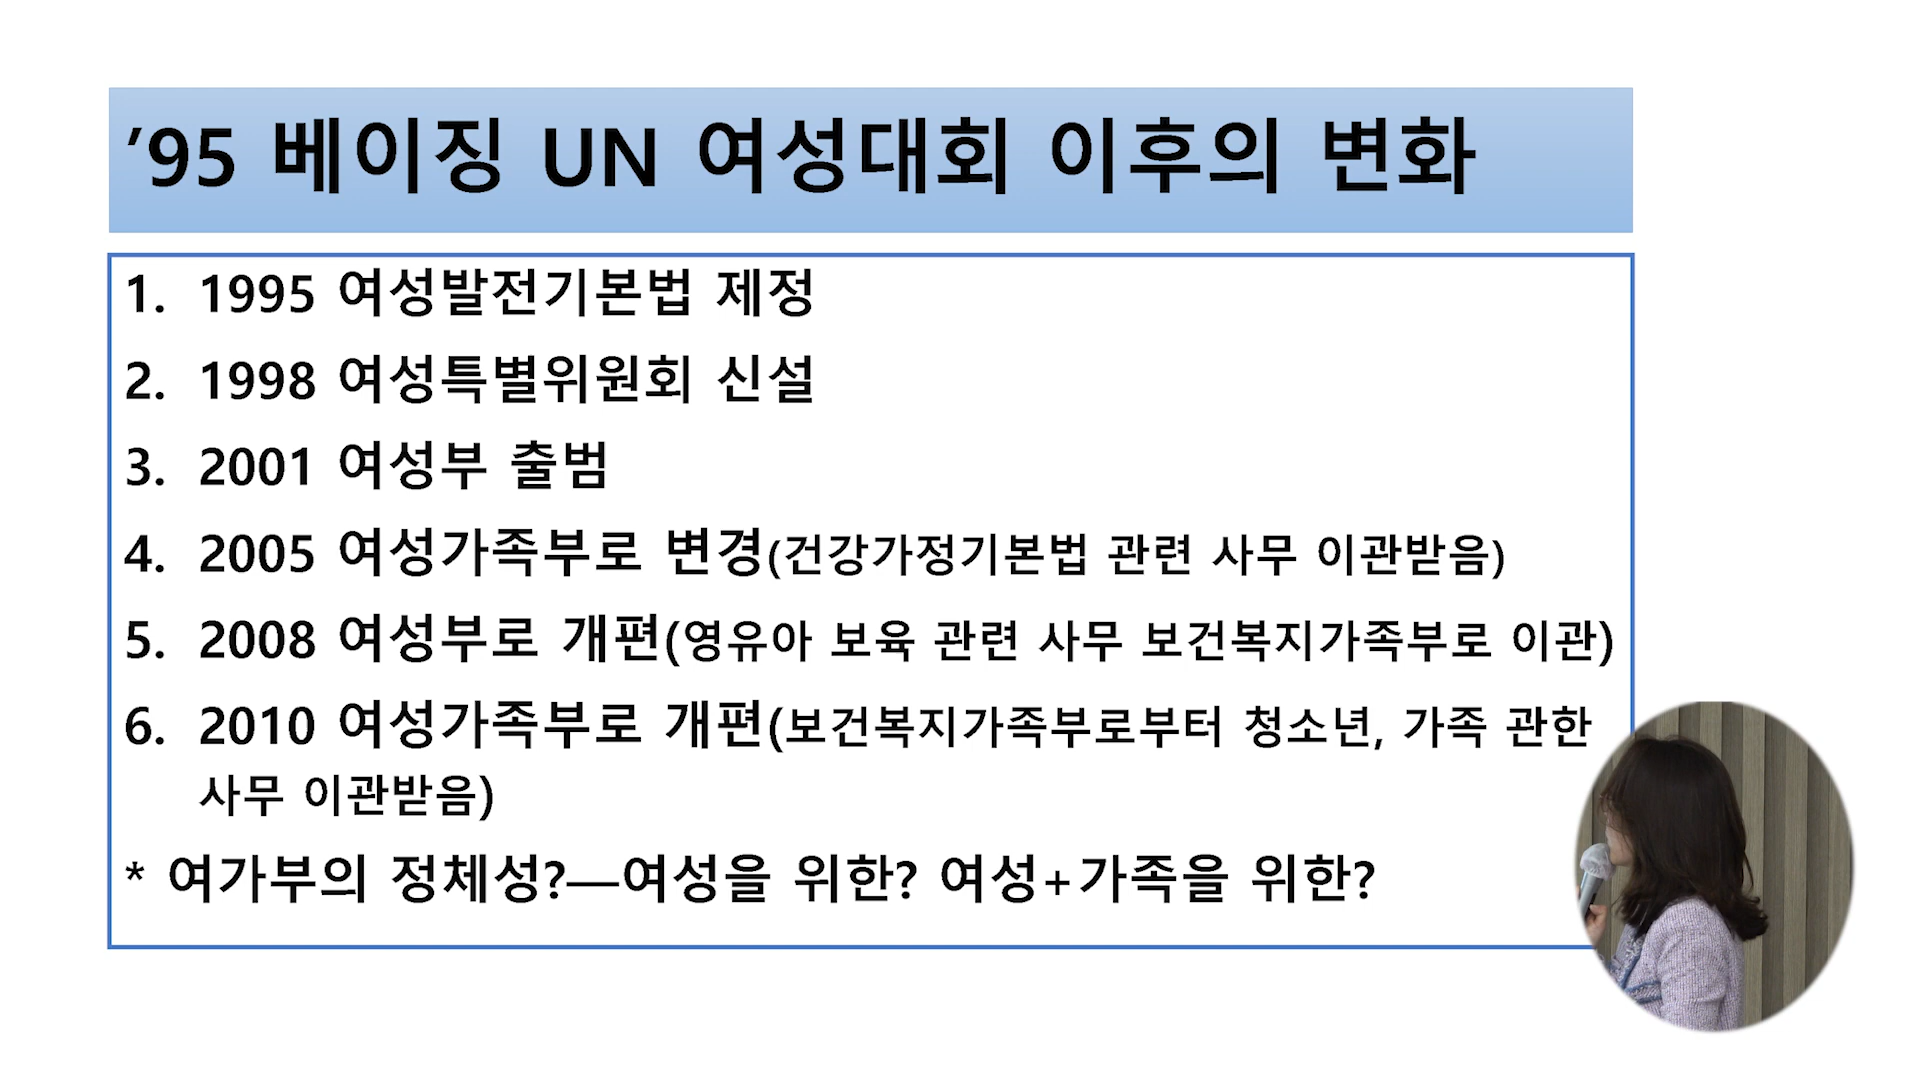 ’95 베이징 UN 여성대회 이후의 변화
1. 1995 여성발전기본법 제정
2. 1998 여성특별위원회 신설
3. 2001 여성부 출범
4. 2005 여성가족부로 변경(건강가정기본법 관련 사무 이관받음)
5. 2008 여성부로 개편(영유아 보육 관련 사무 보건복지가족부로 이관)
6. 2010 여성가족부로 개편(보건복지가족부로부터 청소년, 가족 관한
사무 이관받음)
* 여가부의 정체성?—여성을 위한? 여성+가족을 위한?